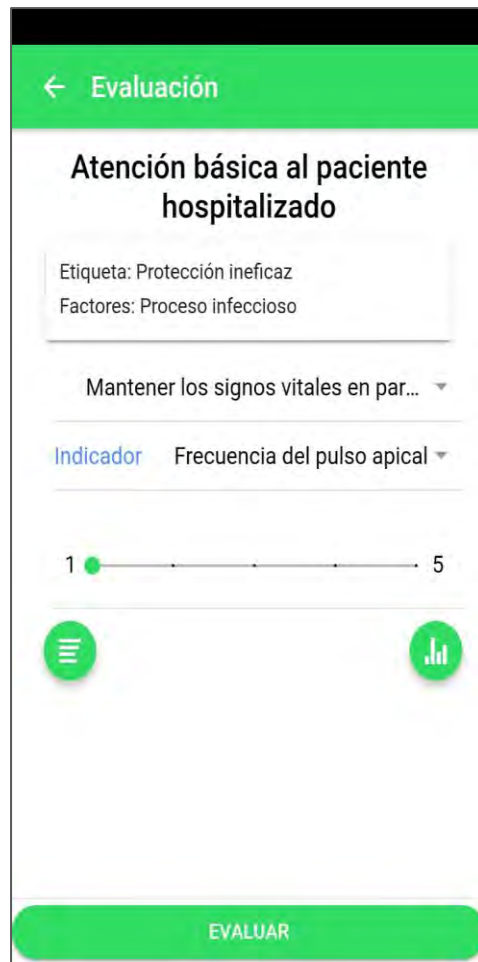 Evaluación
Atención básica al paciente
hospitalizado
Etiqueta: Protección ineficaz
Factores: Proceso infeccioso
Mantener los signos vitales en par...
Indicador Frecuencia del pulso apical
1 5
EVALUAR